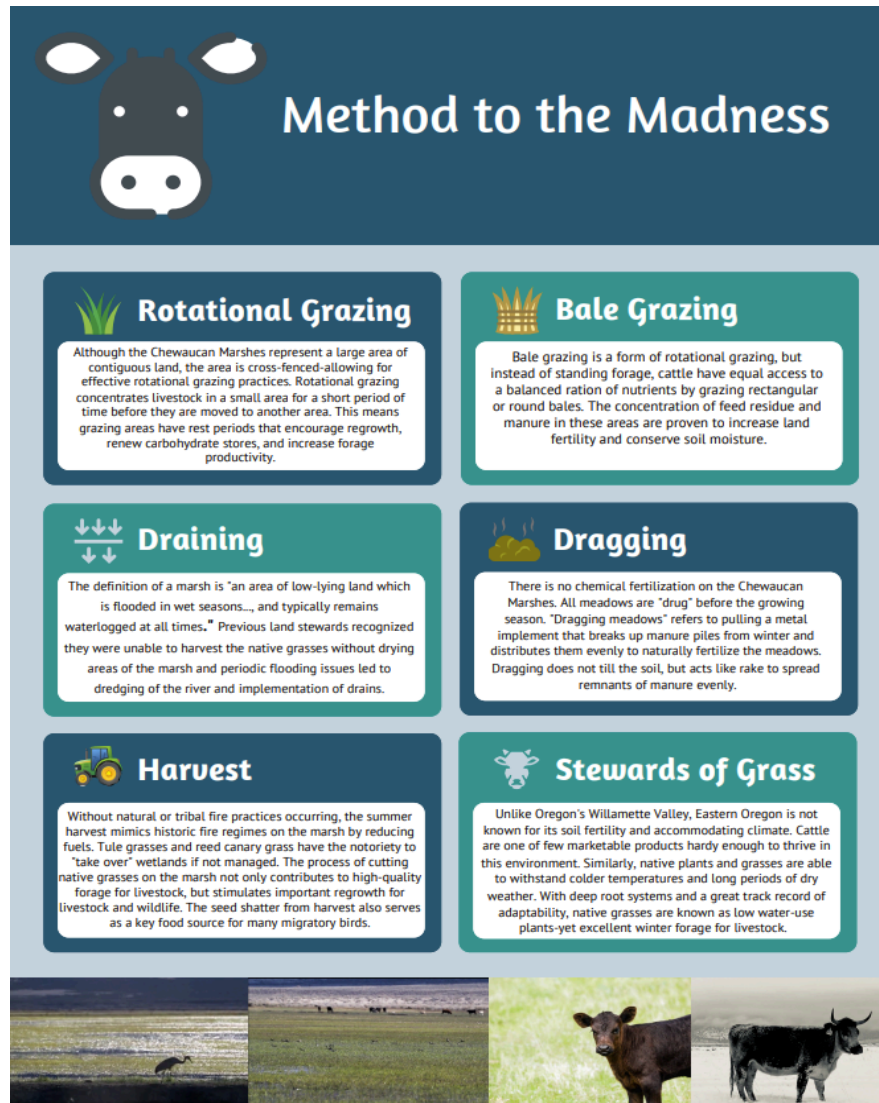 Method to the Madness
Rotational Grazing
Although the Chewaucan Marshes represent a large area of
contiguous land, the area is cross-fenced-allowing for
effective rotational grazing practices. Rotational grazing
concentrates livestock in a small area for a short period of
time before they are moved to another area. This means
grazing areas have rest periods that encourage regrowth,
renew carbohydrate stores, and increase forage
productivity.
Bale Grazing
Bale grazing is a form of rotational grazing, but
instead of standing forage, cattle have equal access to
a balanced ration of nutrients by grazing rectangular
or round bales. The concentration of feed residue and
manure in these areas are proven to increase land
fertility and conserve soil moisture.
Draining
The definition of a marsh is "an area of low-lying land which
is flooded in wet seasons..., and typically remains
waterlogged at all times." Previous land stewards recognized
they were unable to harvest the native grasses without drying
areas of the marsh and periodic flooding issues led to
dredging of the river and implementation of drains.
Dragging
There is no chemical fertilization on the Chewaucan
Marshes. All meadows are "drug" before the growing
season. "Dragging meadows" refers to pulling a metal
implement that breaks up manure piles from winter and
distributes them evenly to naturally fertilize the meadows.
Dragging does not till the soil, but acts like rake to spread
remnants of manure evenly.
Harvest
Without natural or tribal fire practices occurring, the summer
harvest mimics historic fire regimes on the marsh by reducing
fuels. Tule grasses and reed canary grass have the notoriety to
"take over" wetlands if not managed. The process of cutting
native grasses on the marsh not only contributes to high-quality
forage for livestock, but stimulates important regrowth for
livestock and wildlife. The seed shatter from harvest also serves
as a key food source for many migratory birds.
Stewards of Grass
Unlike Oregon's Willamette Valley, Eastern Oregon is not
known for its soil fertility and accommodating climate. Cattle
are one of few marketable products hardy enough to thrive in
this environment. Similarly, native plants and grasses are able
to withstand colder temperatures and long periods of dry
weather. With deep root systems and a great track record of
adaptability, native grasses are known as low water-use
plants-yet excellent winter forage for livestock.